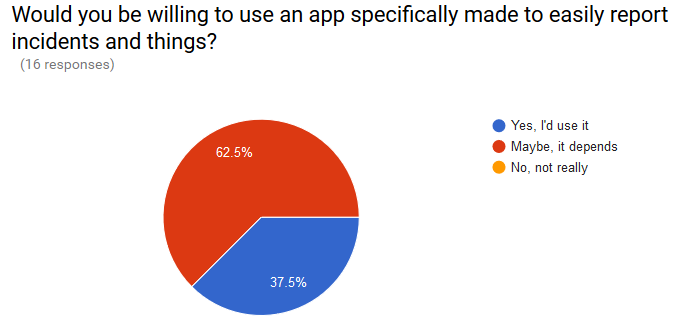 Would you be willing to use an app specifically made to easily report
incidents and things?
(16 responses)
62.5%
37.5%
Yes, I'd use it
Maybe, it depends
No, not really